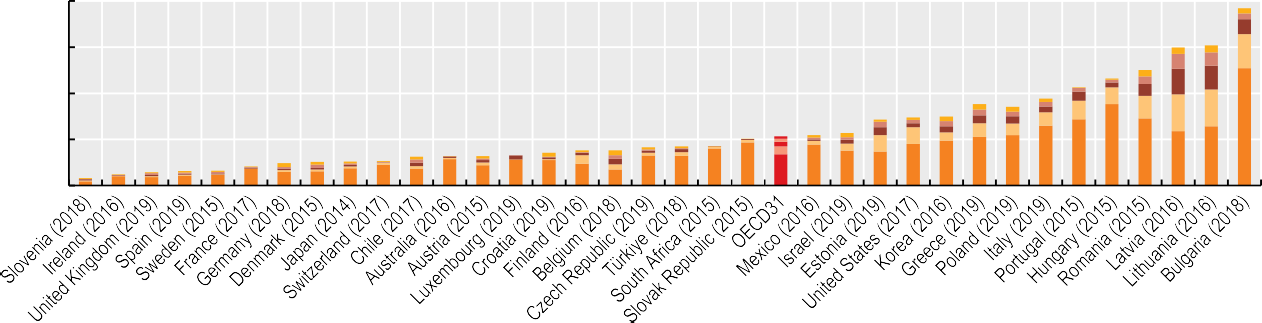 Slovenia (2018)
Ireland (2016)
United Kingdom (2019)
Spain (2019)
Sweden (2015)
France (2017)
Germany (2018)
Denmark (2015)
Japan (2014)
Switzerland (2017)
Chile (2017)
Australia (2016)
Austria (2015)
Luxembourg (2019)
Croatia (2019)
Finland (2016)
Belgium (2018)
Czech Republic (2019)
Türkiye (2018)
South Africa (2015)
Slovak Republic (2015)
OECD31
Mexico (2016)
Israel (2019)
Estonia (2019)
United States (2017)
Korea (2016)
Greece (2019)
Poland (2019)
Italy (2019)
Portugal (2015)
Hungary (2015)
Romania (2015)
Latvia (2016)
Lithuania (2016)
Bulgaria (2018)